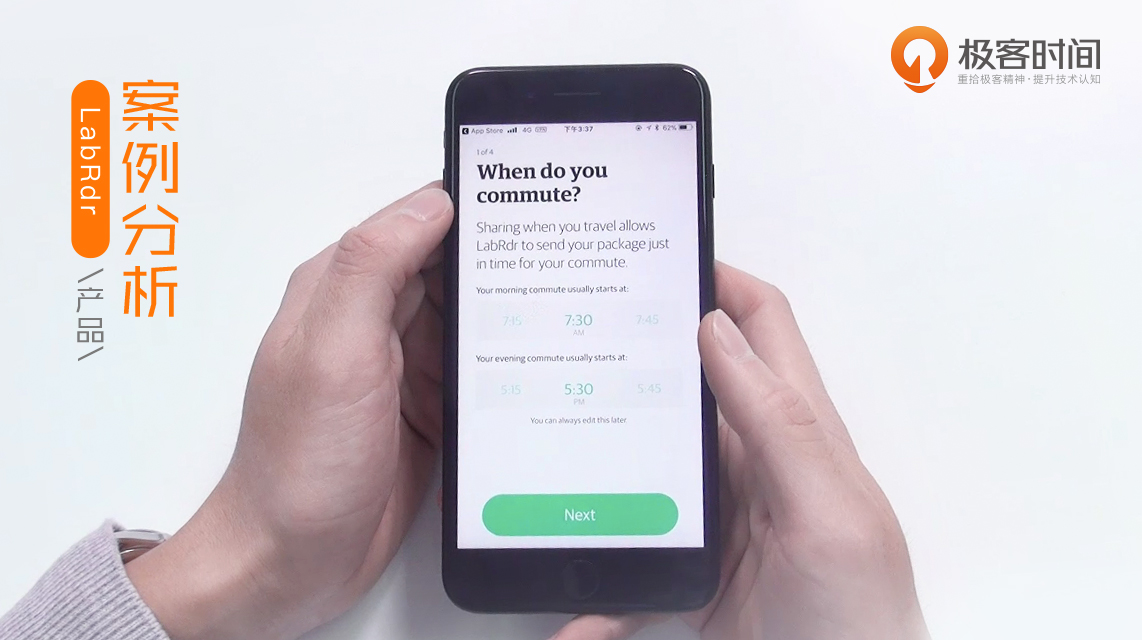 案例分析
LabRdr
\产品\
极客时间
重拾极客精神·提升技术认知
App Store 4G 下午3:37 62%
1 of 4
When do you
commute?
Sharing when you travel allows
LabRdr to send your package just
in time for your commute.
Your morning commute usually starts at:
7:15 7:30 7:45
AM
Your evening commute usually starts at:
5:15 5:30 5:45
PM
You can always edit this later
Next